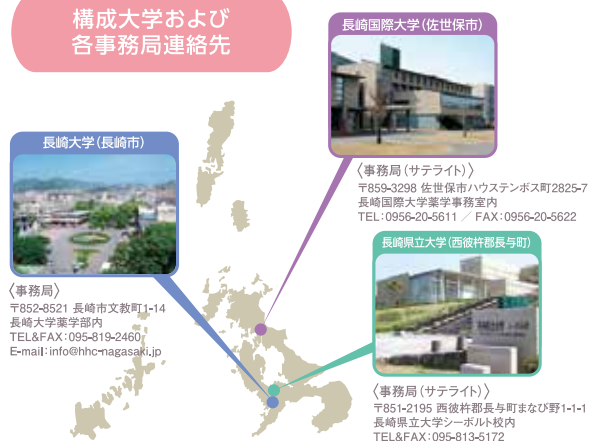 構成大学および
各事務局連絡先
長崎国際大学(佐世保市)
〈事務局(サテライト)〉
〒859-3298 佐世保市ハウステンボス町2825-7
長崎国際大学薬学事務室内
TEL:0956-20-5611 / FAX:0956-20-5622
長崎大学(長崎市)
〈事務局〉
〒852-8521 長崎市文教町1-14
長崎大学薬学部内
TEL&FAX:095-819-2460
E-mail:info@hhc-nagasaki.jp
長崎県立大学(西彼杵郡長与町)
〈事務局(サテライト)〉
〒851-2195 西彼杵郡長与町まなび野1-1-1
長崎県立大学シーボルト校内
TEL&FAX:095-813-5172